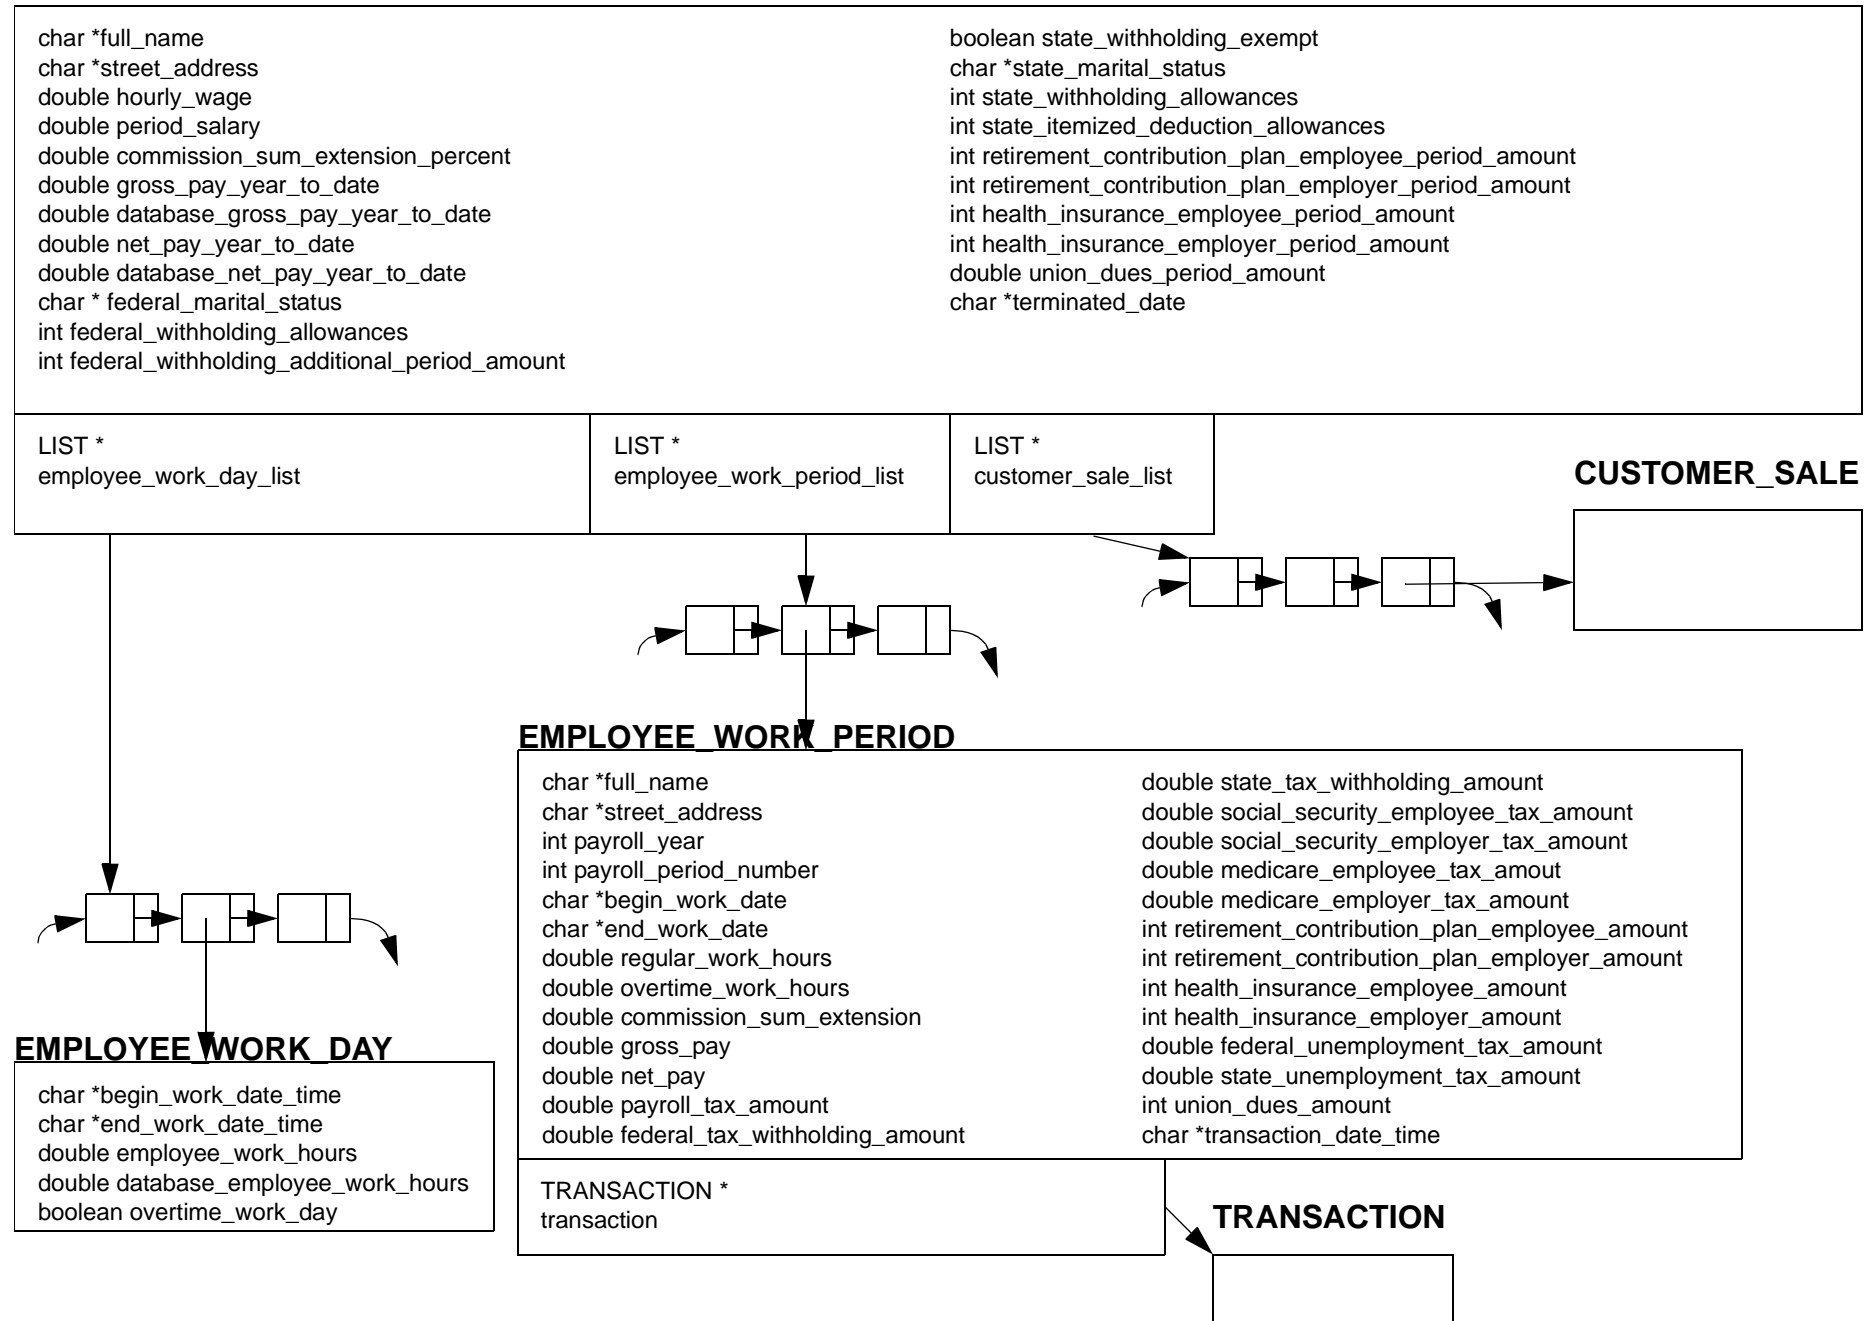 char *full_name
char *street_address
double hourly_wage
double period_salary
double commission_sum_extension_percent
double gross_pay_year_to_date
double database_gross_pay_year_to_date
double net_pay_year_to_date
double database_net_pay_year_to_date
char * federal_marital_status
int federal_withholding_allowances
int federal_withholding_additional_period_amount
boolean state_withholding_exempt
char *state_marital_status
int state_withholding_allowances
int state_itemized_deduction_allowances
int retirement_contribution_plan_employee_period_amount
int retirement_contribution_plan_employer_period_amount
int health_insurance_employee_period_amount
int health_insurance_employer_period_amount
double union_dues_period_amount
char *terminated_date
LIST *
employee_work_day_list
LIST *
employee_work_period_list
LIST *
customer_sale_list
CUSTOMER_SALE
EMPLOYEE_WORK_PERIOD
char *full_name
char *street_address
int payroll_year
int payroll_period_number
char *begin_work_date
char *end_work_date
double regular_work_hours
double overtime_work_hours
double commission_sum_extension
double gross_pay
double net_pay
double payroll_tax_amount
double federal_tax_withholding_amount
double state_tax_withholding_amount
double social_security_employee_tax_amount
double social_security_employer_tax_amount
double medicare_employee_tax_amout
double medicare_employer_tax_amount
int retirement_contribution_plan_employee_amount
int retirement_contribution_plan_employer_amount
int health_insurance_employee_amount
int health_insurance_employer_amount
double federal_unemployment_tax_amount
double state_unemployment_tax_amount
int union_dues_amount
char *transaction_date_time
EMPLOYEE_WORK_DAY
char *begin_work_date_time
char *end_work_date_time
double employee_work_hours
double database_employee_work_hours
boolean overtime_work_day
TRANSACTION *
transaction
TRANSACTION